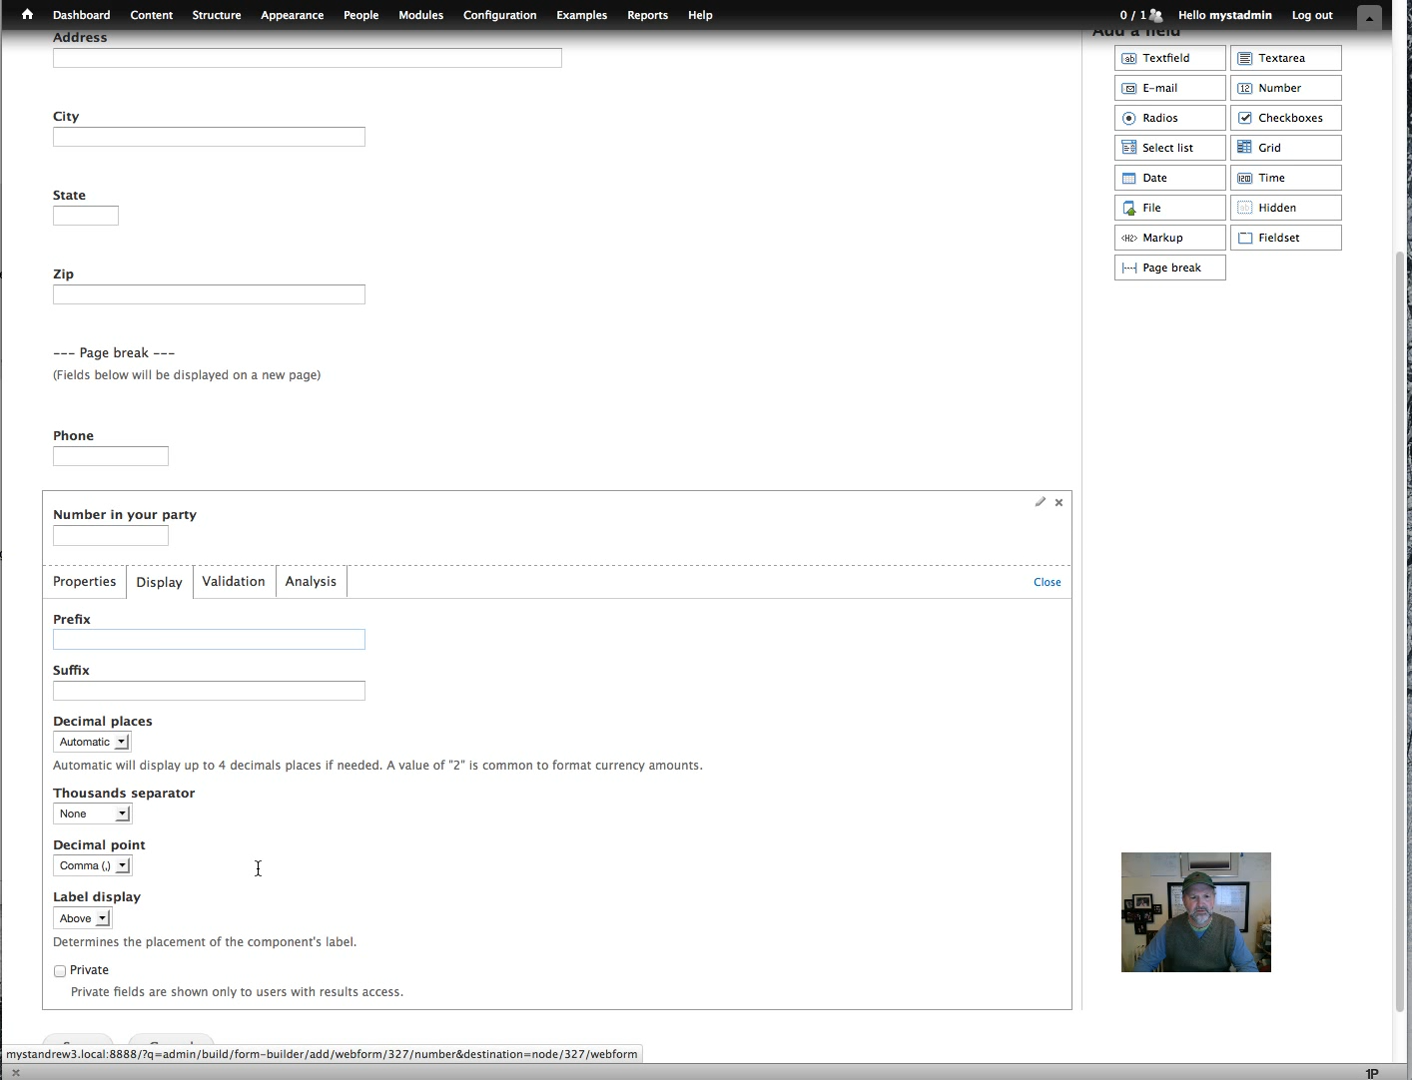 Dashboard Content Structure Appearance People Modules Configuration Examples Reports Help 0 / 1 Hello mystadmin Log out
Address
City
State
Zip
--- Page break ---
(Fields below will be displayed on a new page)
Phone
Number in your party
Properties Display Validation Analysis Close
Prefix
Suffix
Decimal places
Automatic
Automatic will display up to 4 decimals places if needed. A value of "2" is common to format currency amounts.
Thousands separator
None
Decimal point
Comma (,)
Label display
Above
Determines the placement of the component's label.
Private
Private fields are shown only to users with results access.
Add a field
Textfield Textarea
E-mail Number
Radios Checkboxes
Select list Grid
Date Time
File Hidden
Markup Fieldset
Page break
mystandrew3.local:8888/?q=admin/build/form-builder/add/webform/327/number&destination=node/327/webform
1P